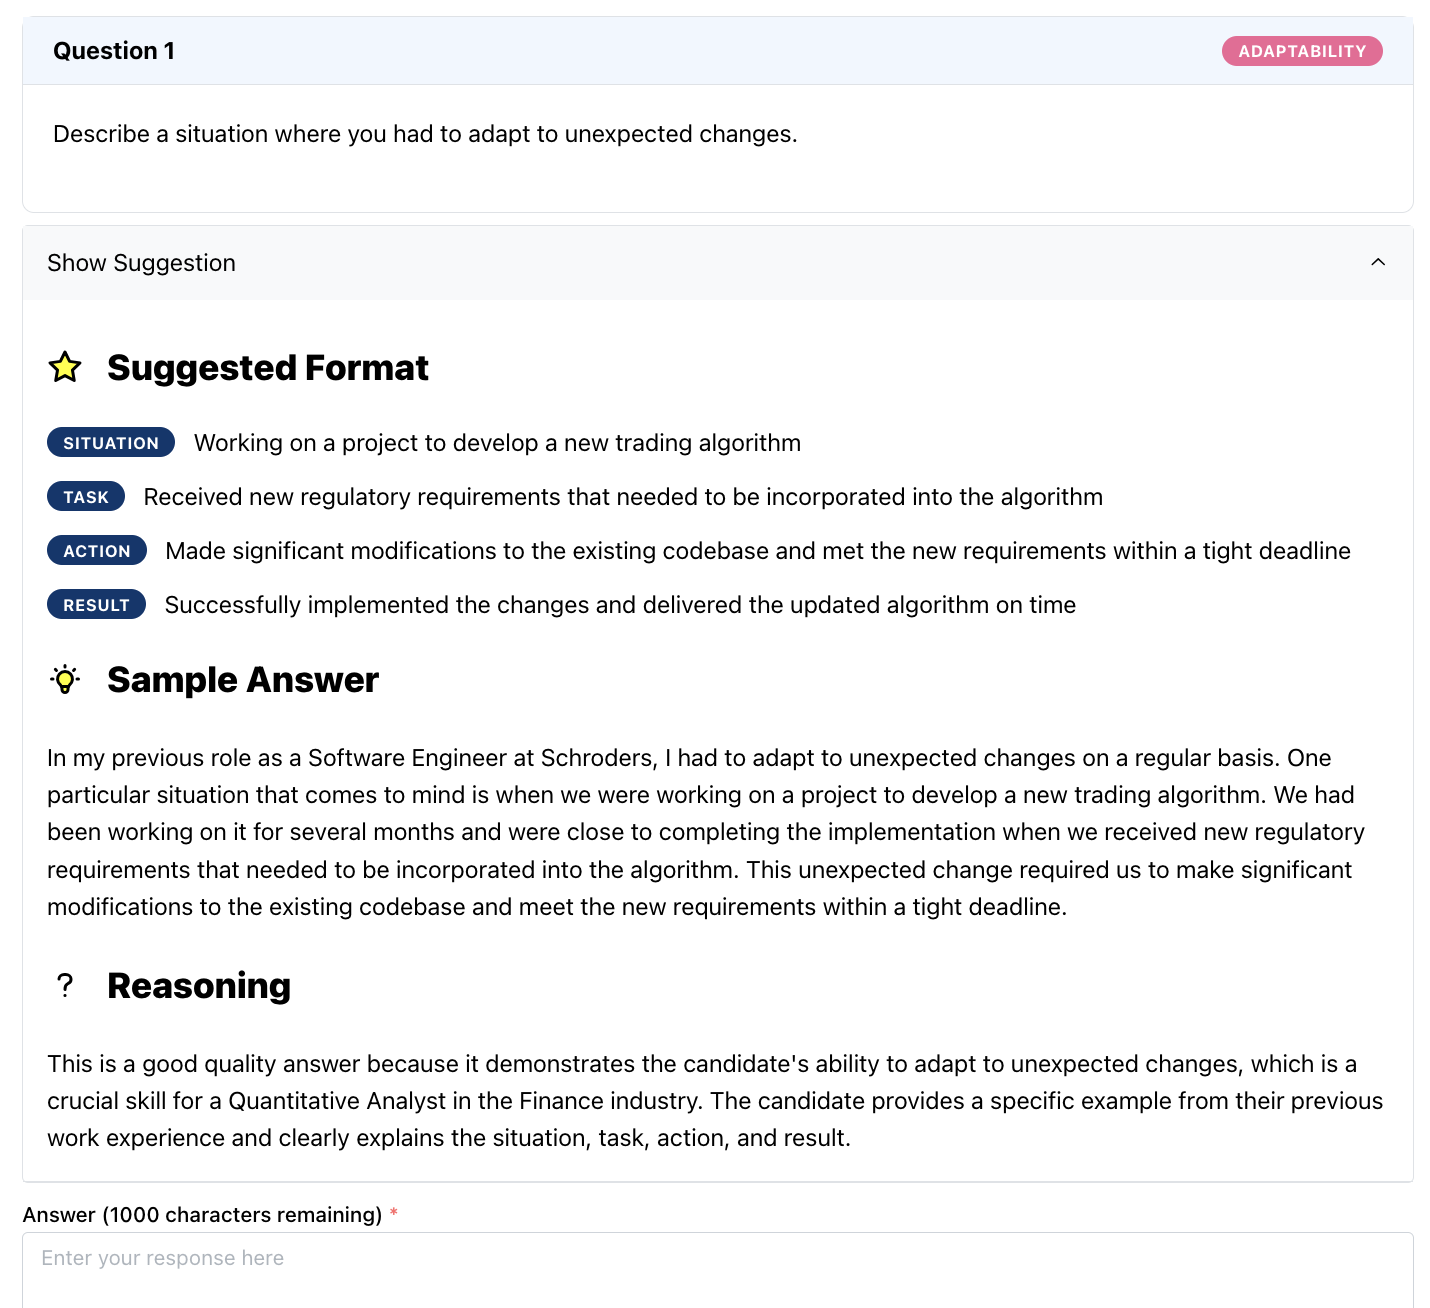 Question 1
ADAPTABILITY
Describe a situation where you had to adapt to unexpected changes.
Show Suggestion
Suggested Format
SITUATION Working on a project to develop a new trading algorithm
TASK Received new regulatory requirements that needed to be incorporated into the algorithm
ACTION Made significant modifications to the existing codebase and met the new requirements within a tight deadline
RESULT Successfully implemented the changes and delivered the updated algorithm on time
Sample Answer
In my previous role as a Software Engineer at Schroders, I had to adapt to unexpected changes on a regular basis. One
particular situation that comes to mind is when we were working on a project to develop a new trading algorithm. We had
been working on it for several months and were close to completing the implementation when we received new regulatory
requirements that needed to be incorporated into the algorithm. This unexpected change required us to make significant
modifications to the existing codebase and meet the new requirements within a tight deadline.
? Reasoning
This is a good quality answer because it demonstrates the candidate's ability to adapt to unexpected changes, which is a
crucial skill for a Quantitative Analyst in the Finance industry. The candidate provides a specific example from their previous
work experience and clearly explains the situation, task, action, and result.
Answer (1000 characters remaining) *
Enter your response here